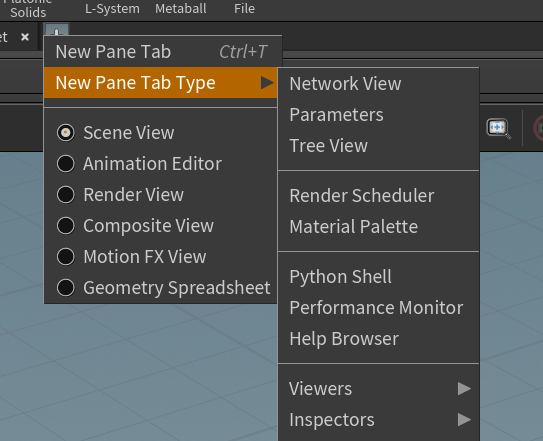 Platonic
Solids
L-System
Metaball
File
et ×
New Pane Tab Ctrl+T
New Pane Tab Type
Scene View
Animation Editor
Render View
Composite View
Motion FX View
Geometry Spreadsheet
Network View
Parameters
Tree View
Render Scheduler
Material Palette
Python Shell
Performance Monitor
Help Browser
Viewers
Inspectors